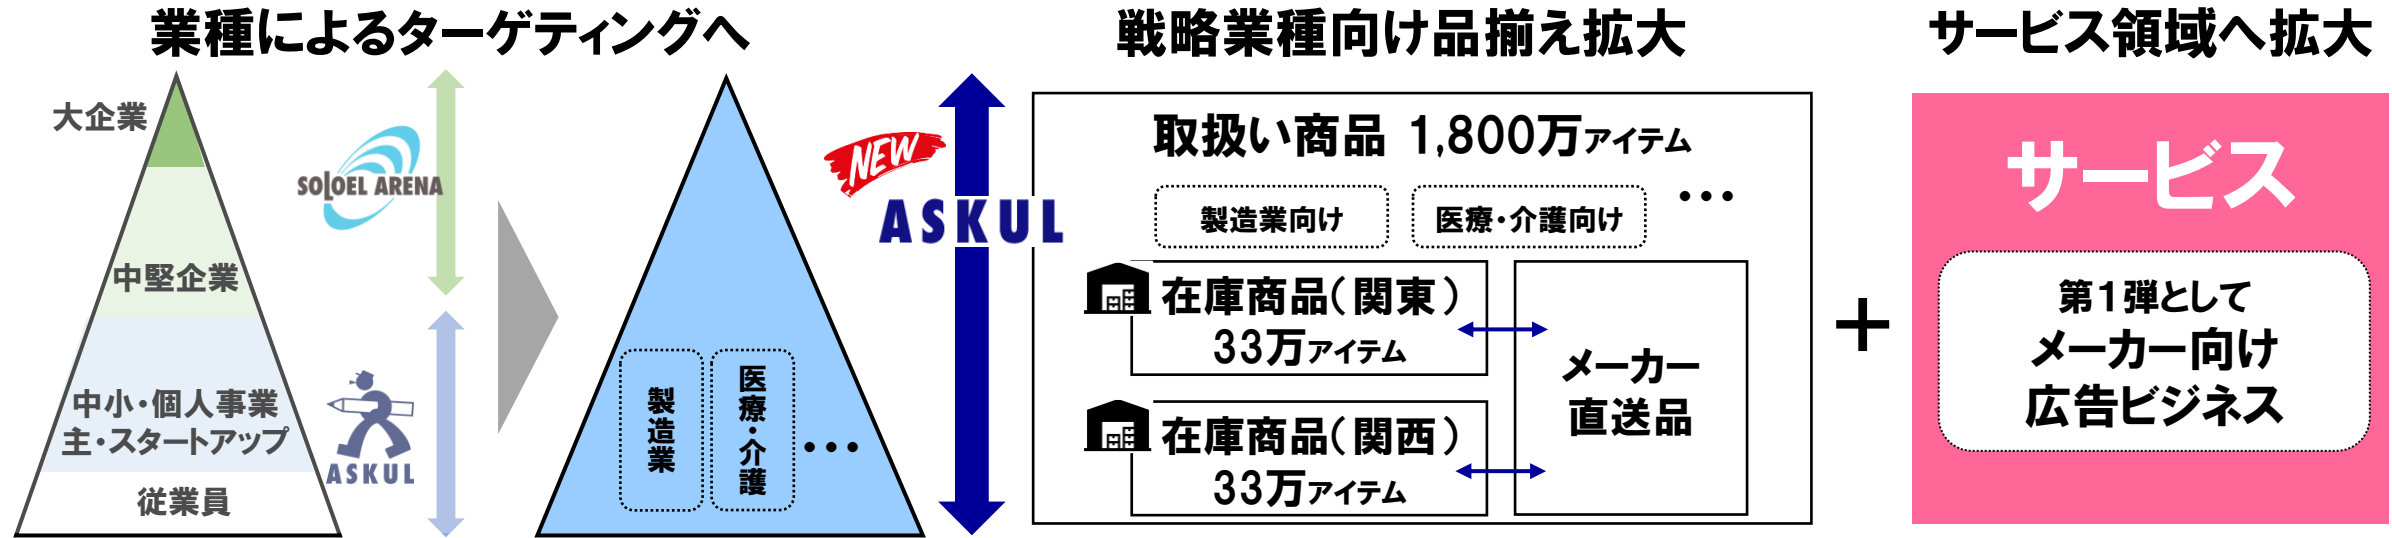 業種によるターゲティングへ
大企業
SOLOEL ARENA
中堅企業
中小・個人事業
主・スタートアップ
ASKUL
従業員
製造業
医療・介護
•••
NEW
ASKUL
戦略業種向け品揃え拡大
取扱い商品 1,800万アイテム
製造業向け
医療・介護向け
•••
在庫商品(関東)
33万アイテム
在庫商品(関西)
33万アイテム
メーカー
直送品
+
サービス領域へ拡大
サービス
第1弾として
メーカー向け
広告ビジネス